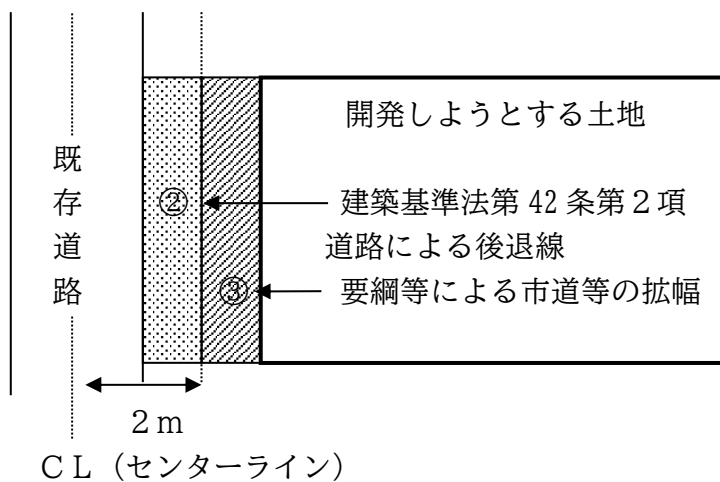 開発しようとする土地
既存道路
②
建築基準法第 42 条第２項
道路による後退線
③
要綱等による市道等の拡幅
２ｍ
ＣＬ（センターライン）